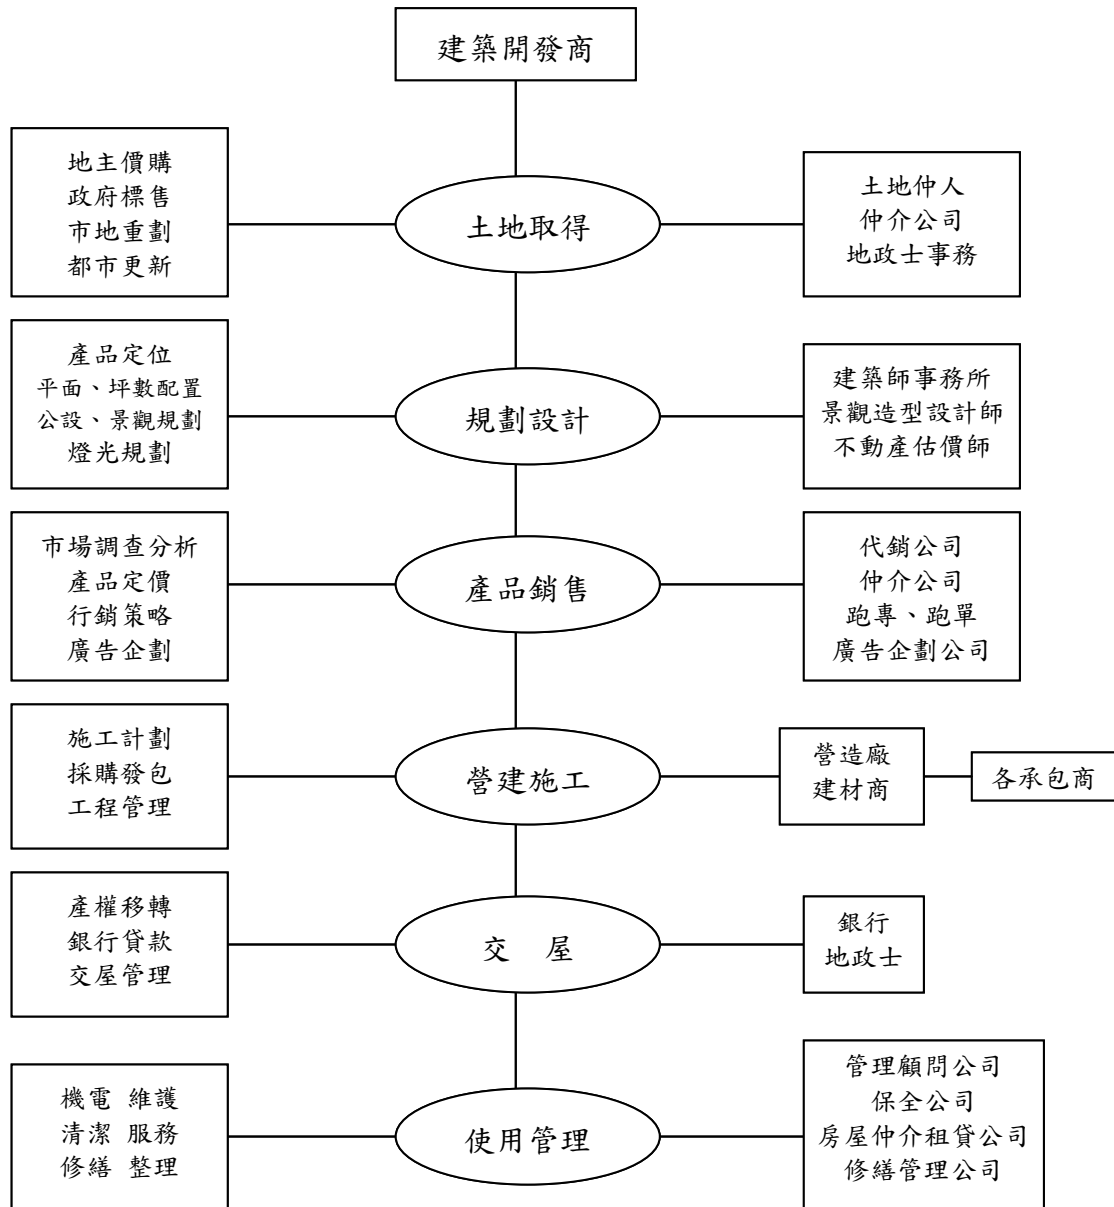 建築開發商
地主價購
政府標售
市地重劃
都市更新
土地取得
土地仲人
仲介公司
地政士事務
產品定位
平面、坪數配置
公設、景觀規劃
燈光規劃
規劃設計
建築師事務所
景觀造型設計師
不動產估價師
市場調查分析
產品定價
行銷策略
廣告企劃
產品銷售
代銷公司
仲介公司
跑專、跑單
廣告企劃公司
施工計劃
採購發包
工程管理
營建施工
營造廠
建材商
各承包商
產權移轉
銀行貸款
交屋管理
交 屋
銀行
地政士
機電 維護
清潔 服務
修繕 整理
使用管理
管理顧問公司
保全公司
房屋仲介租貸公司
修繕管理公司